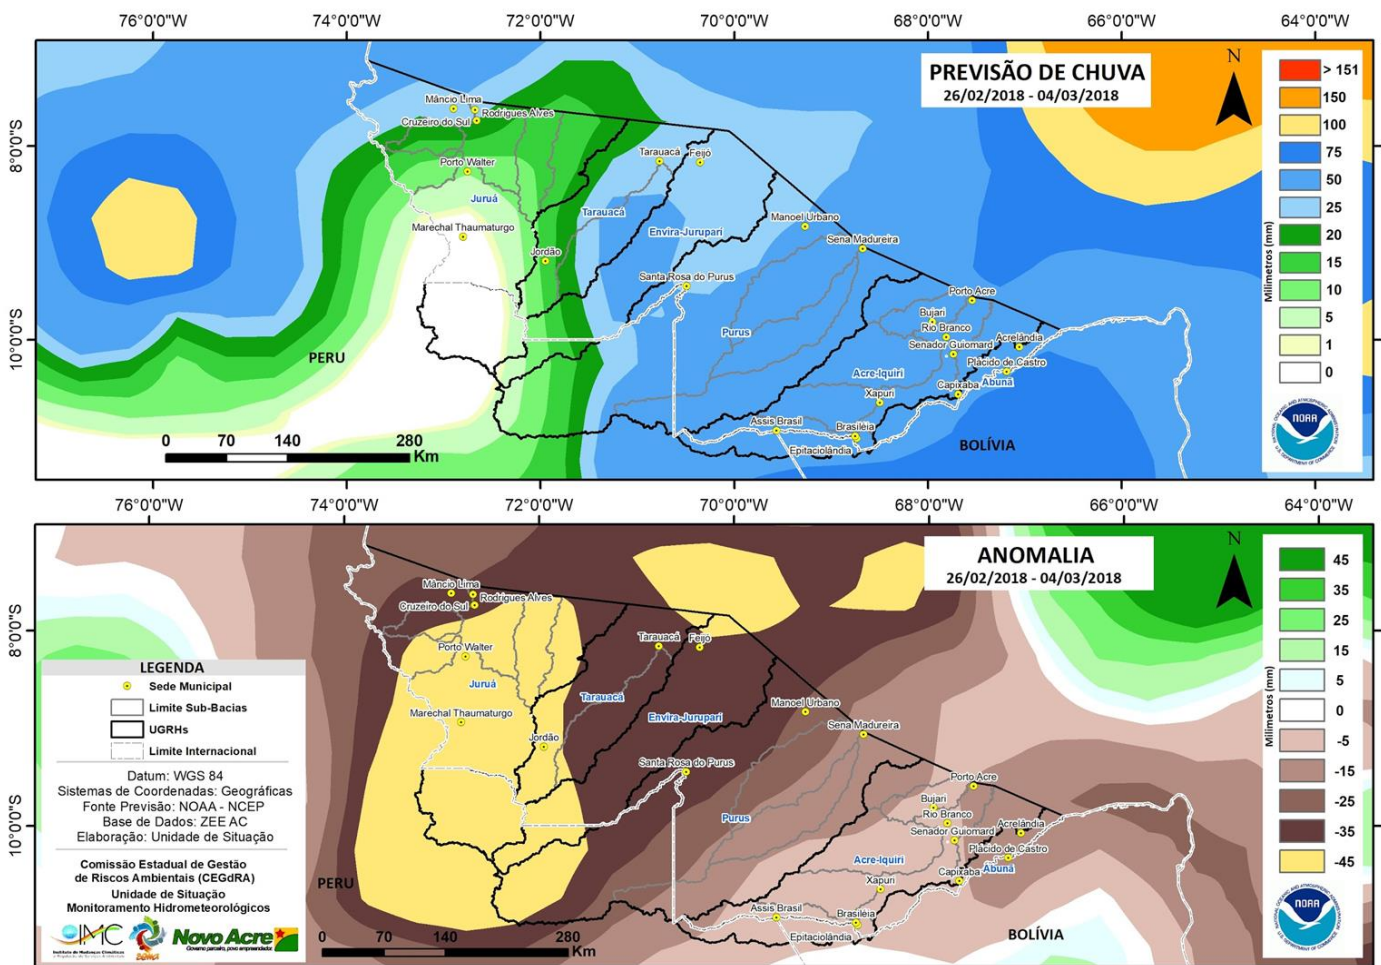 76°0'0"W 74°0'0"W 72°0'0"W 70°0'0"W 68°0'0"W 66°0'0"W 64°0'0"W
PREVISÃO DE CHUVA
26/02/2018 - 04/03/2018
N
> 151
150
100
75
50
25
20
15
10
5
1
0
Milimetros (mm)
8°0'0"S
10°0'0"S
Mâncio Lima
Rodrigues Alves
Cruzeiro do Sul
Tarauacá
Feijó
Porto Walter
Juruá
Tarauacá
Manoel Urbano
Marechal Thaumaturgo
Envira-Jurupari
Sena Madureira
Jordão
Santa Rosa do Purus
Porto Acre
Bujari
Rio Branco
Purus
Senador Guiomard
Acrelândia
PERU
Plácido de Castro
Acre-Iquiri
Abunã
Capixaba
Xapuri
Assis Brasil
Brasiléia
Epitaciolândia
BOLÍVIA
0 70 140 280
Km
NOAA
76°0'0"W 74°0'0"W 72°0'0"W 70°0'0"W 68°0'0"W 66°0'0"W 64°0'0"W
ANOMALIA
26/02/2018 - 04/03/2018
N
45
35
25
15
5
0
-5
-15
-25
-35
-45
Milimetros (mm)
8°0'0"S
10°0'0"S
Mâncio Lima
Rodrigues Alves
Cruzeiro do Sul
Tarauacá
Feijó
Porto Walter
Juruá
Tarauacá
Manoel Urbano
Marechal Thaumaturgo
Envira-Jurupari
Sena Madureira
Jordão
Santa Rosa do Purus
Porto Acre
Bujari
Rio Branco
Purus
Senador Guiomard
Acrelândia
Plácido de Castro
Acre-Iquiri
Abunã
PERU
Capixaba
Xapuri
Assis Brasil
Brasiléia
Epitaciolândia
BOLÍVIA
0 70 140 280
Km
NOAA
LEGENDA
Sede Municipal
Limite Sub-Bacias
UGRHs
Limite Internacional
Datum: WGS 84
Sistemas de Coordenadas: Geográficas
Fonte Previsão: NOAA - NCEP
Base de Dados: ZEE AC
Elaboração: Unidade de Situação
Comissão Estadual de Gestão
de Riscos Ambientais (CEGdRA)
Unidade de Situação
Monitoramento Hidrometeorológicos
IMC
Novo Acre